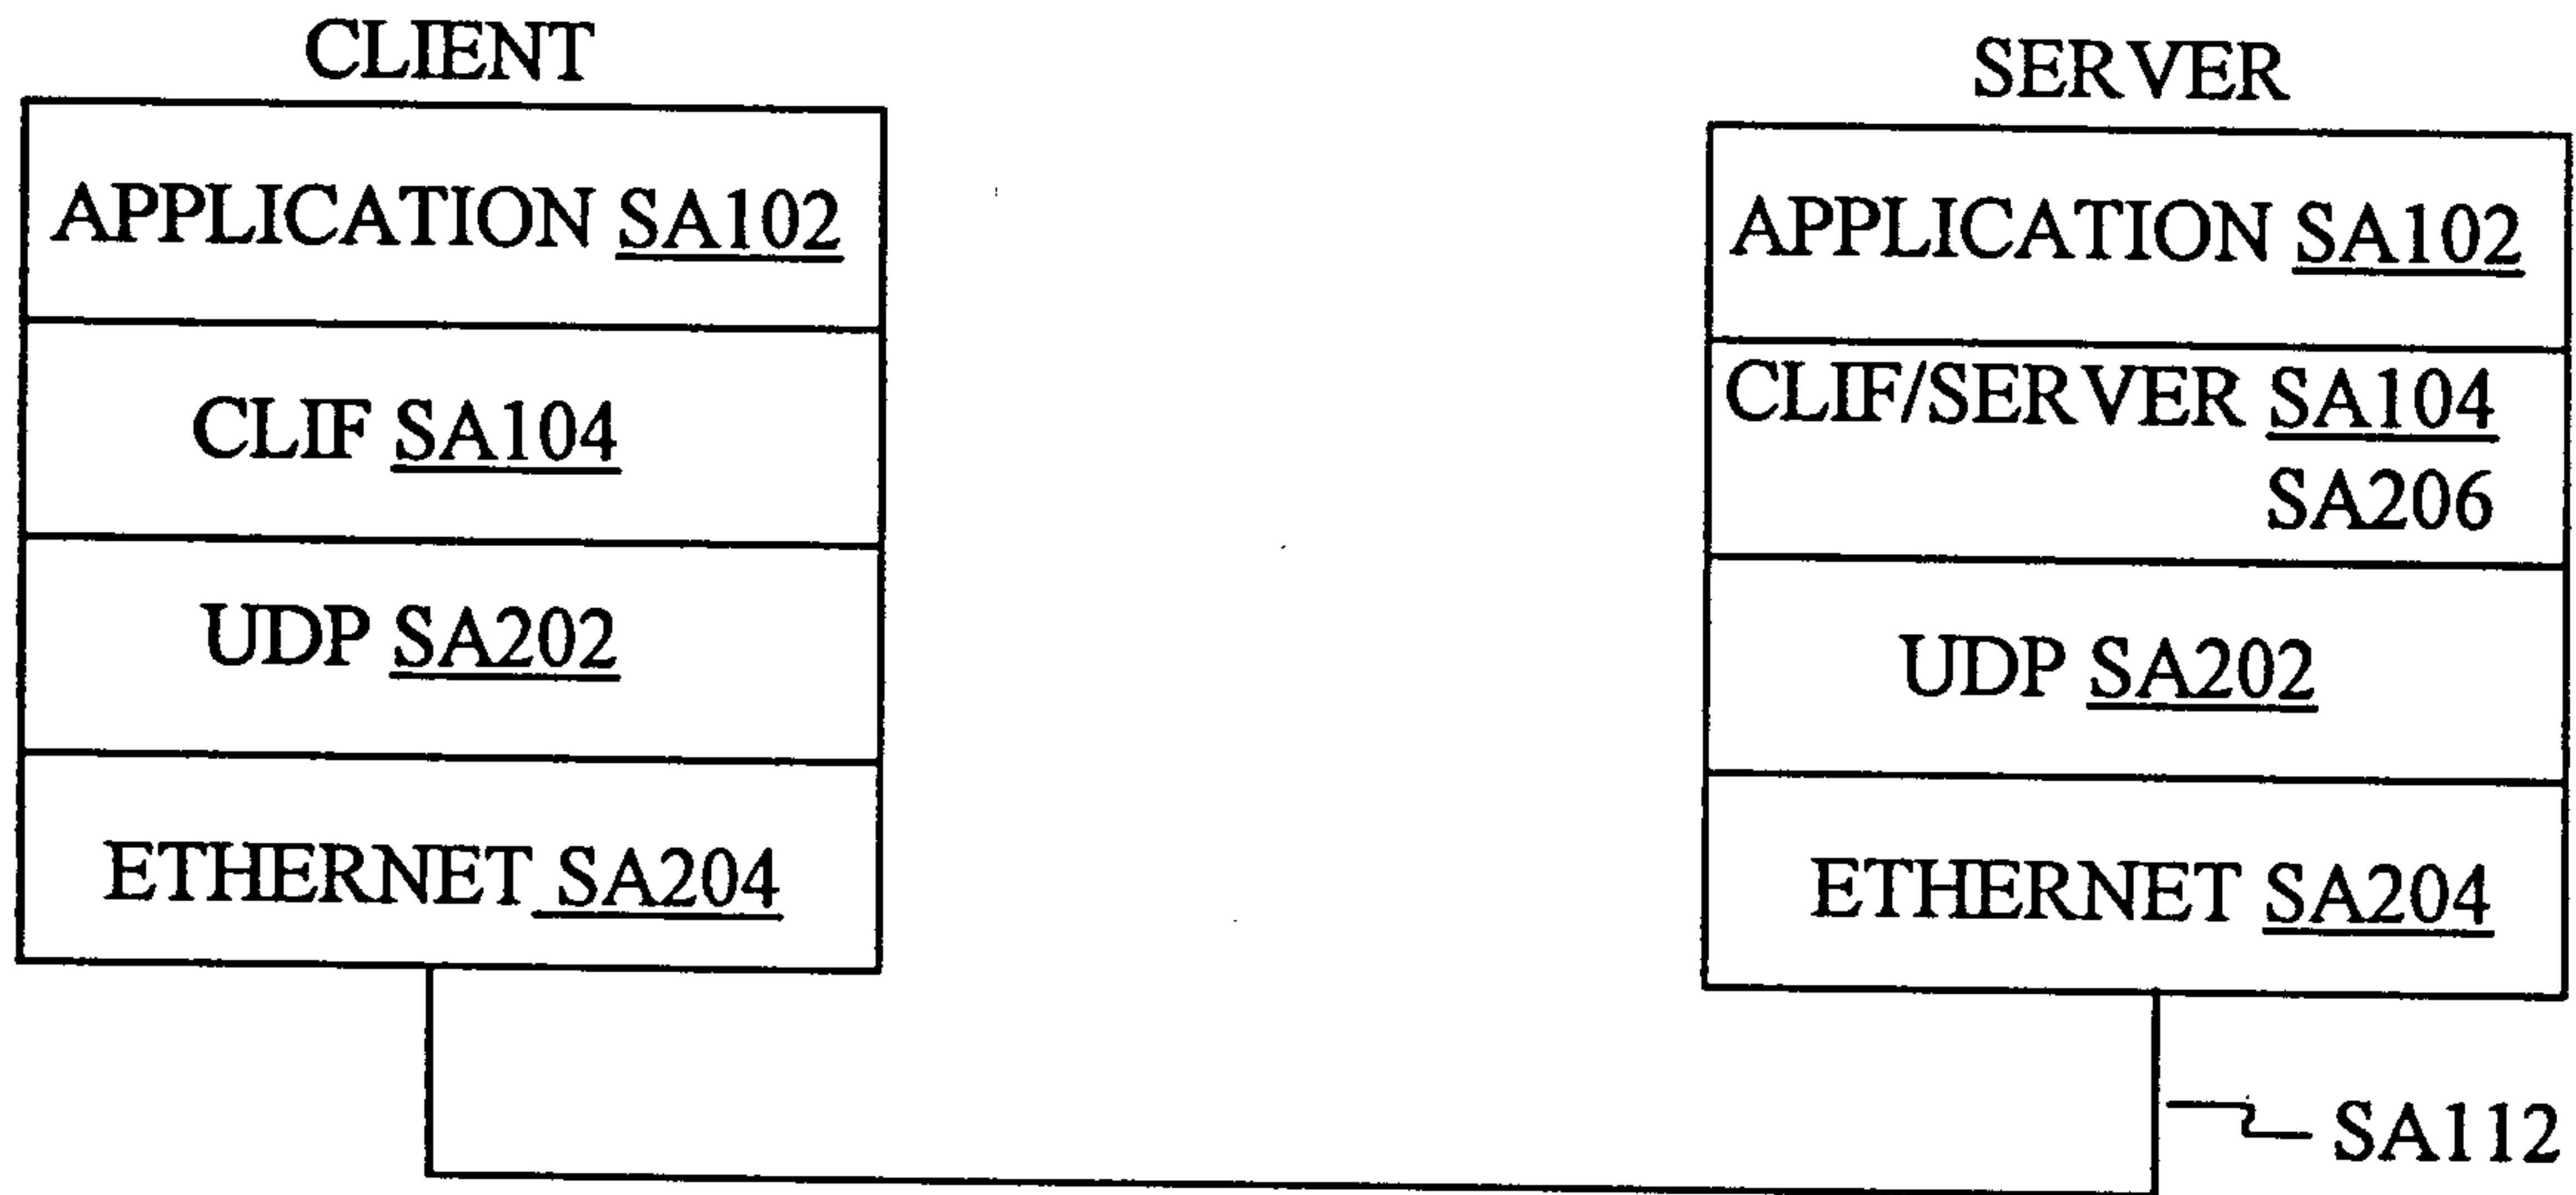 CLIENT
APPLICATION SA102
CLIF SA104
UDP SA202
ETHERNET SA204
SERVER
APPLICATION SA102
CLIF/SERVER SA104
SA206
UDP SA202
ETHERNET SA204
SA112